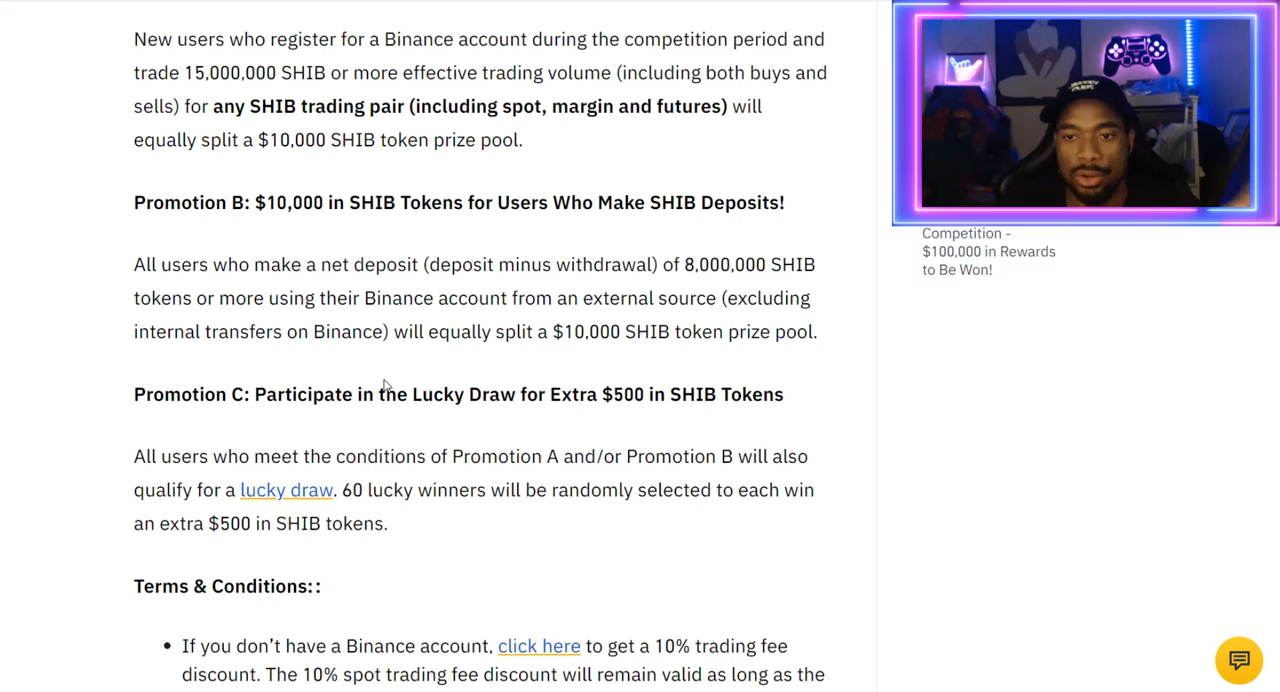 New users who register for a Binance account during the competition period and
trade 15,000,000 SHIB or more effective trading volume (including both buys and
sells) for any SHIB trading pair (including spot, margin and futures) will
equally split a $10,000 SHIB token prize pool.
Promotion B: $10,000 in SHIB Tokens for Users Who Make SHIB Deposits!
All users who make a net deposit (deposit minus withdrawal) of 8,000,000 SHIB
tokens or more using their Binance account from an external source (excluding
internal transfers on Binance) will equally split a $10,000 SHIB token prize pool.
Promotion C: Participate in the Lucky Draw for Extra $500 in SHIB Tokens
All users who meet the conditions of Promotion A and/or Promotion B will also
qualify for a lucky draw. 60 lucky winners will be randomly selected to each win
an extra $500 in SHIB tokens.
Terms & Conditions::
• If you don’t have a Binance account, click here to get a 10% trading fee
discount. The 10% spot trading fee discount will remain valid as long as the
Competition -
$100,000 in Rewards
to Be Won!